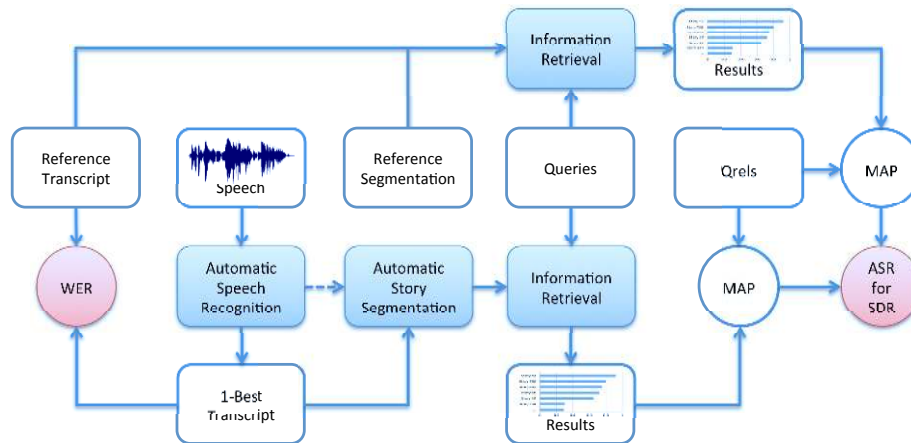 Information
Retrieval
Results
Reference
Transcript
Speech
Reference
Segmentation
Queries
Qrels
MAP
WER
Automatic
Speech
Recognition
Automatic
Story
Segmentation
Information
Retrieval
MAP
ASR
for
SDR
1-Best
Transcript
Results